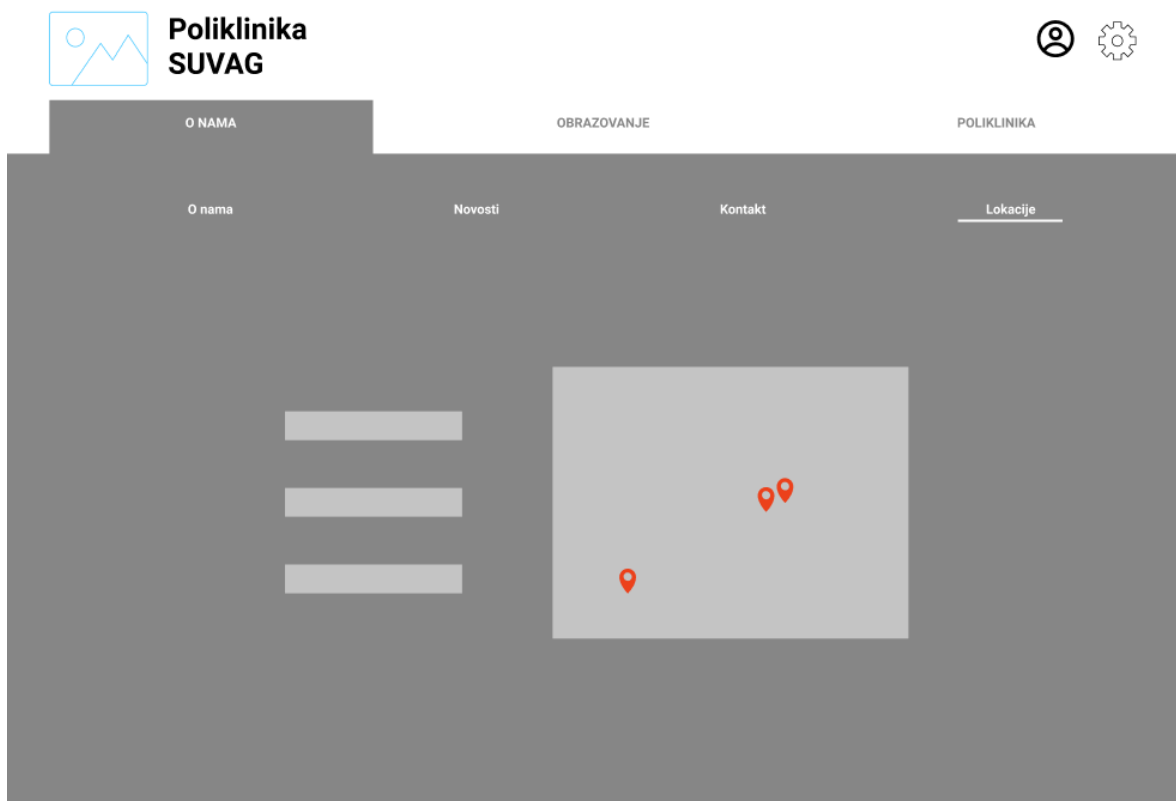 Poliklinika
SUVAG
O NAMA
OBRAZOVANJE
POLIKLINIKA
O nama
Novosti
Kontakt
Lokacije